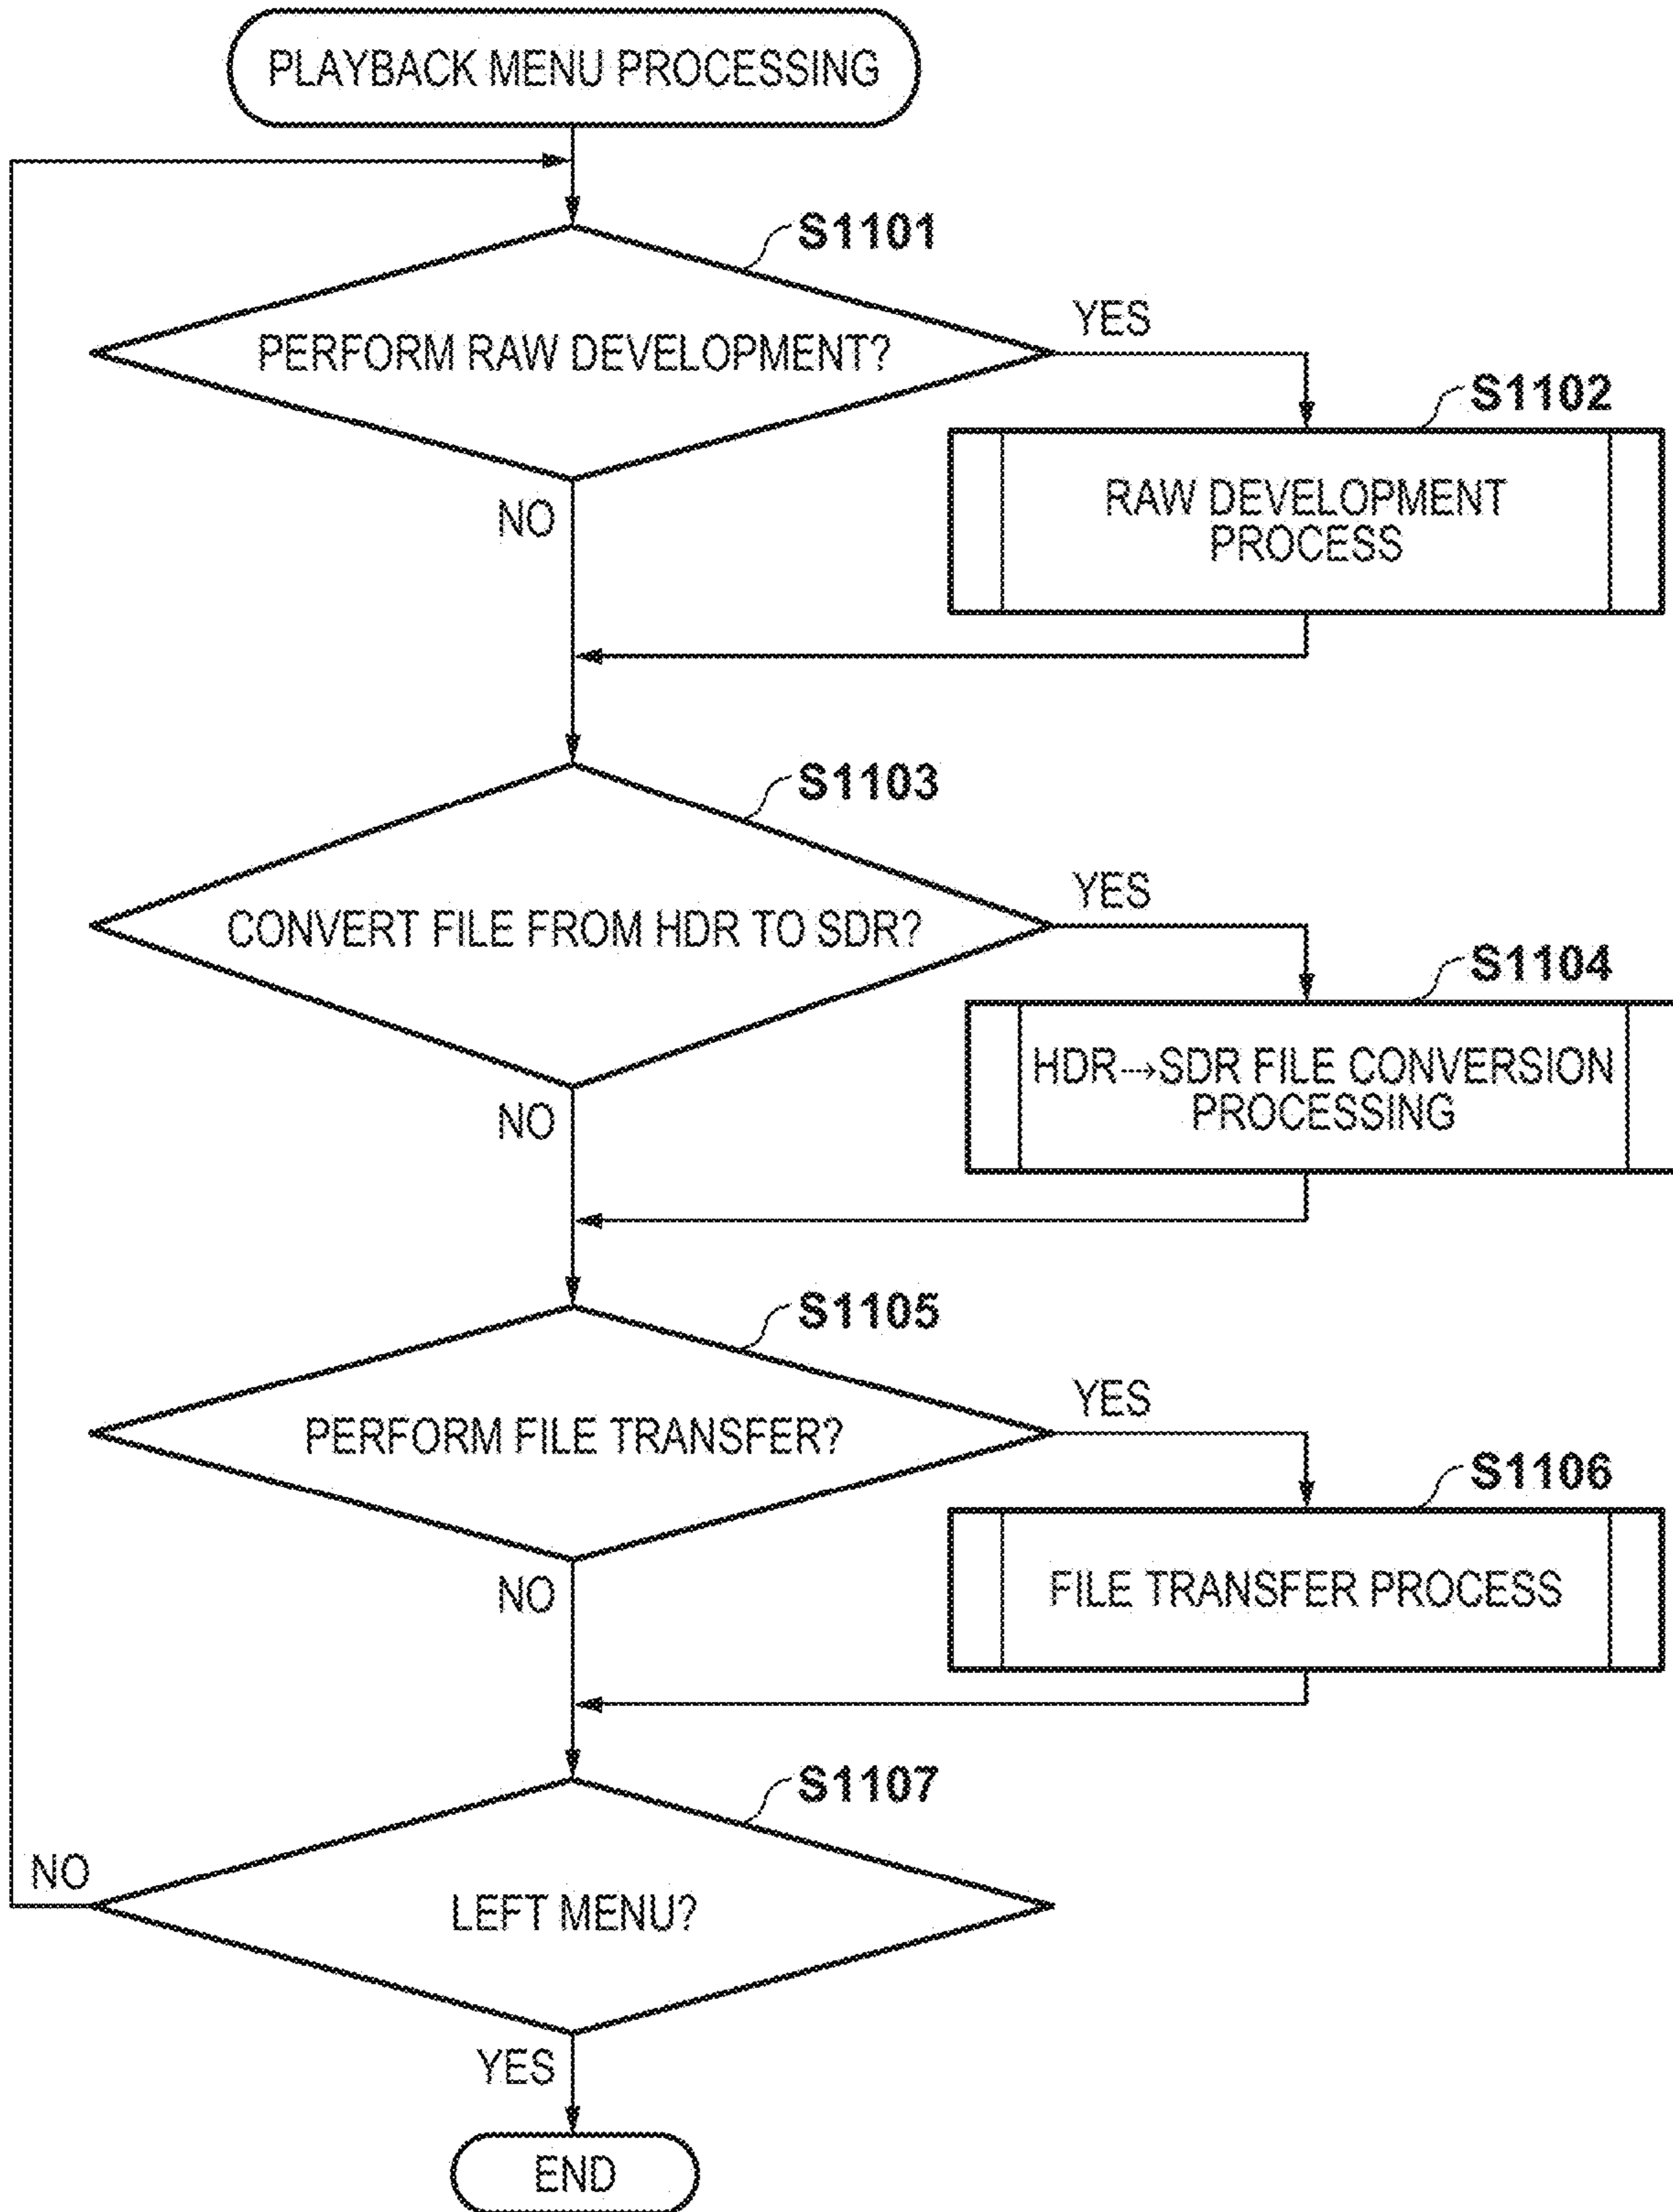 PLAYBACK MENU PROCESSING
S1101
PERFORM RAW DEVELOPMENT?
YES
NO
S1102
RAW DEVELOPMENT
PROCESS
S1103
CONVERT FILE FROM HDR TO SDR?
YES
NO
S1104
HDR→SDR FILE CONVERSION
PROCESSING
S1105
PERFORM FILE TRANSFER?
YES
NO
S1106
FILE TRANSFER PROCESS
S1107
LEFT MENU?
NO
YES
END